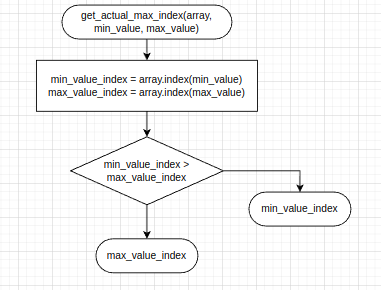 get_actual_max_index(array,
min_value, max_value)
min_value_index = array.index(min_value)
max_value_index = array.index(max_value)
min_value_index >
max_value_index
min_value_index
max_value_index